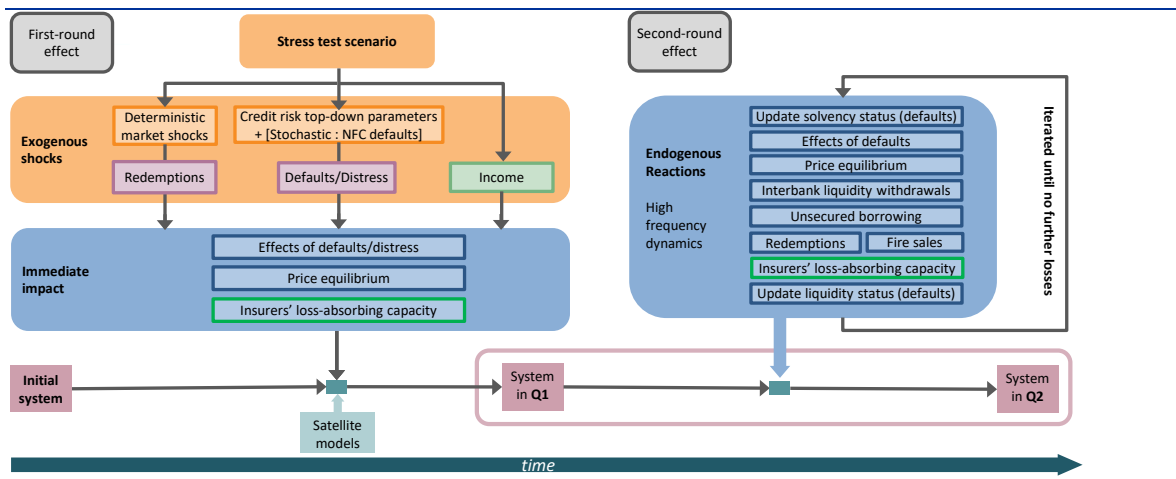 First-round
effect
Stress test scenario
Exogenous
shocks
Deterministic
market shocks
Credit risk top-down parameters
+ [Stochastic : NFC defaults]
Redemptions
Defaults/Distress
Income
Immediate
impact
Effects of defaults/distress
Price equilibrium
Insurers' loss-absorbing capacity
Second-round
effect
Endogenous
Reactions
High
frequency
dynamics
Update solvency status (defaults)
Effects of defaults
Price equilibrium
Interbank liquidity withdrawals
Unsecured borrowing
Redemptions
Fire sales
Insurers' loss-absorbing capacity
Update liquidity status (defaults)
Iterated until no further losses
Initial
system
Satellite
models
System
in Q1
System
in Q2
time